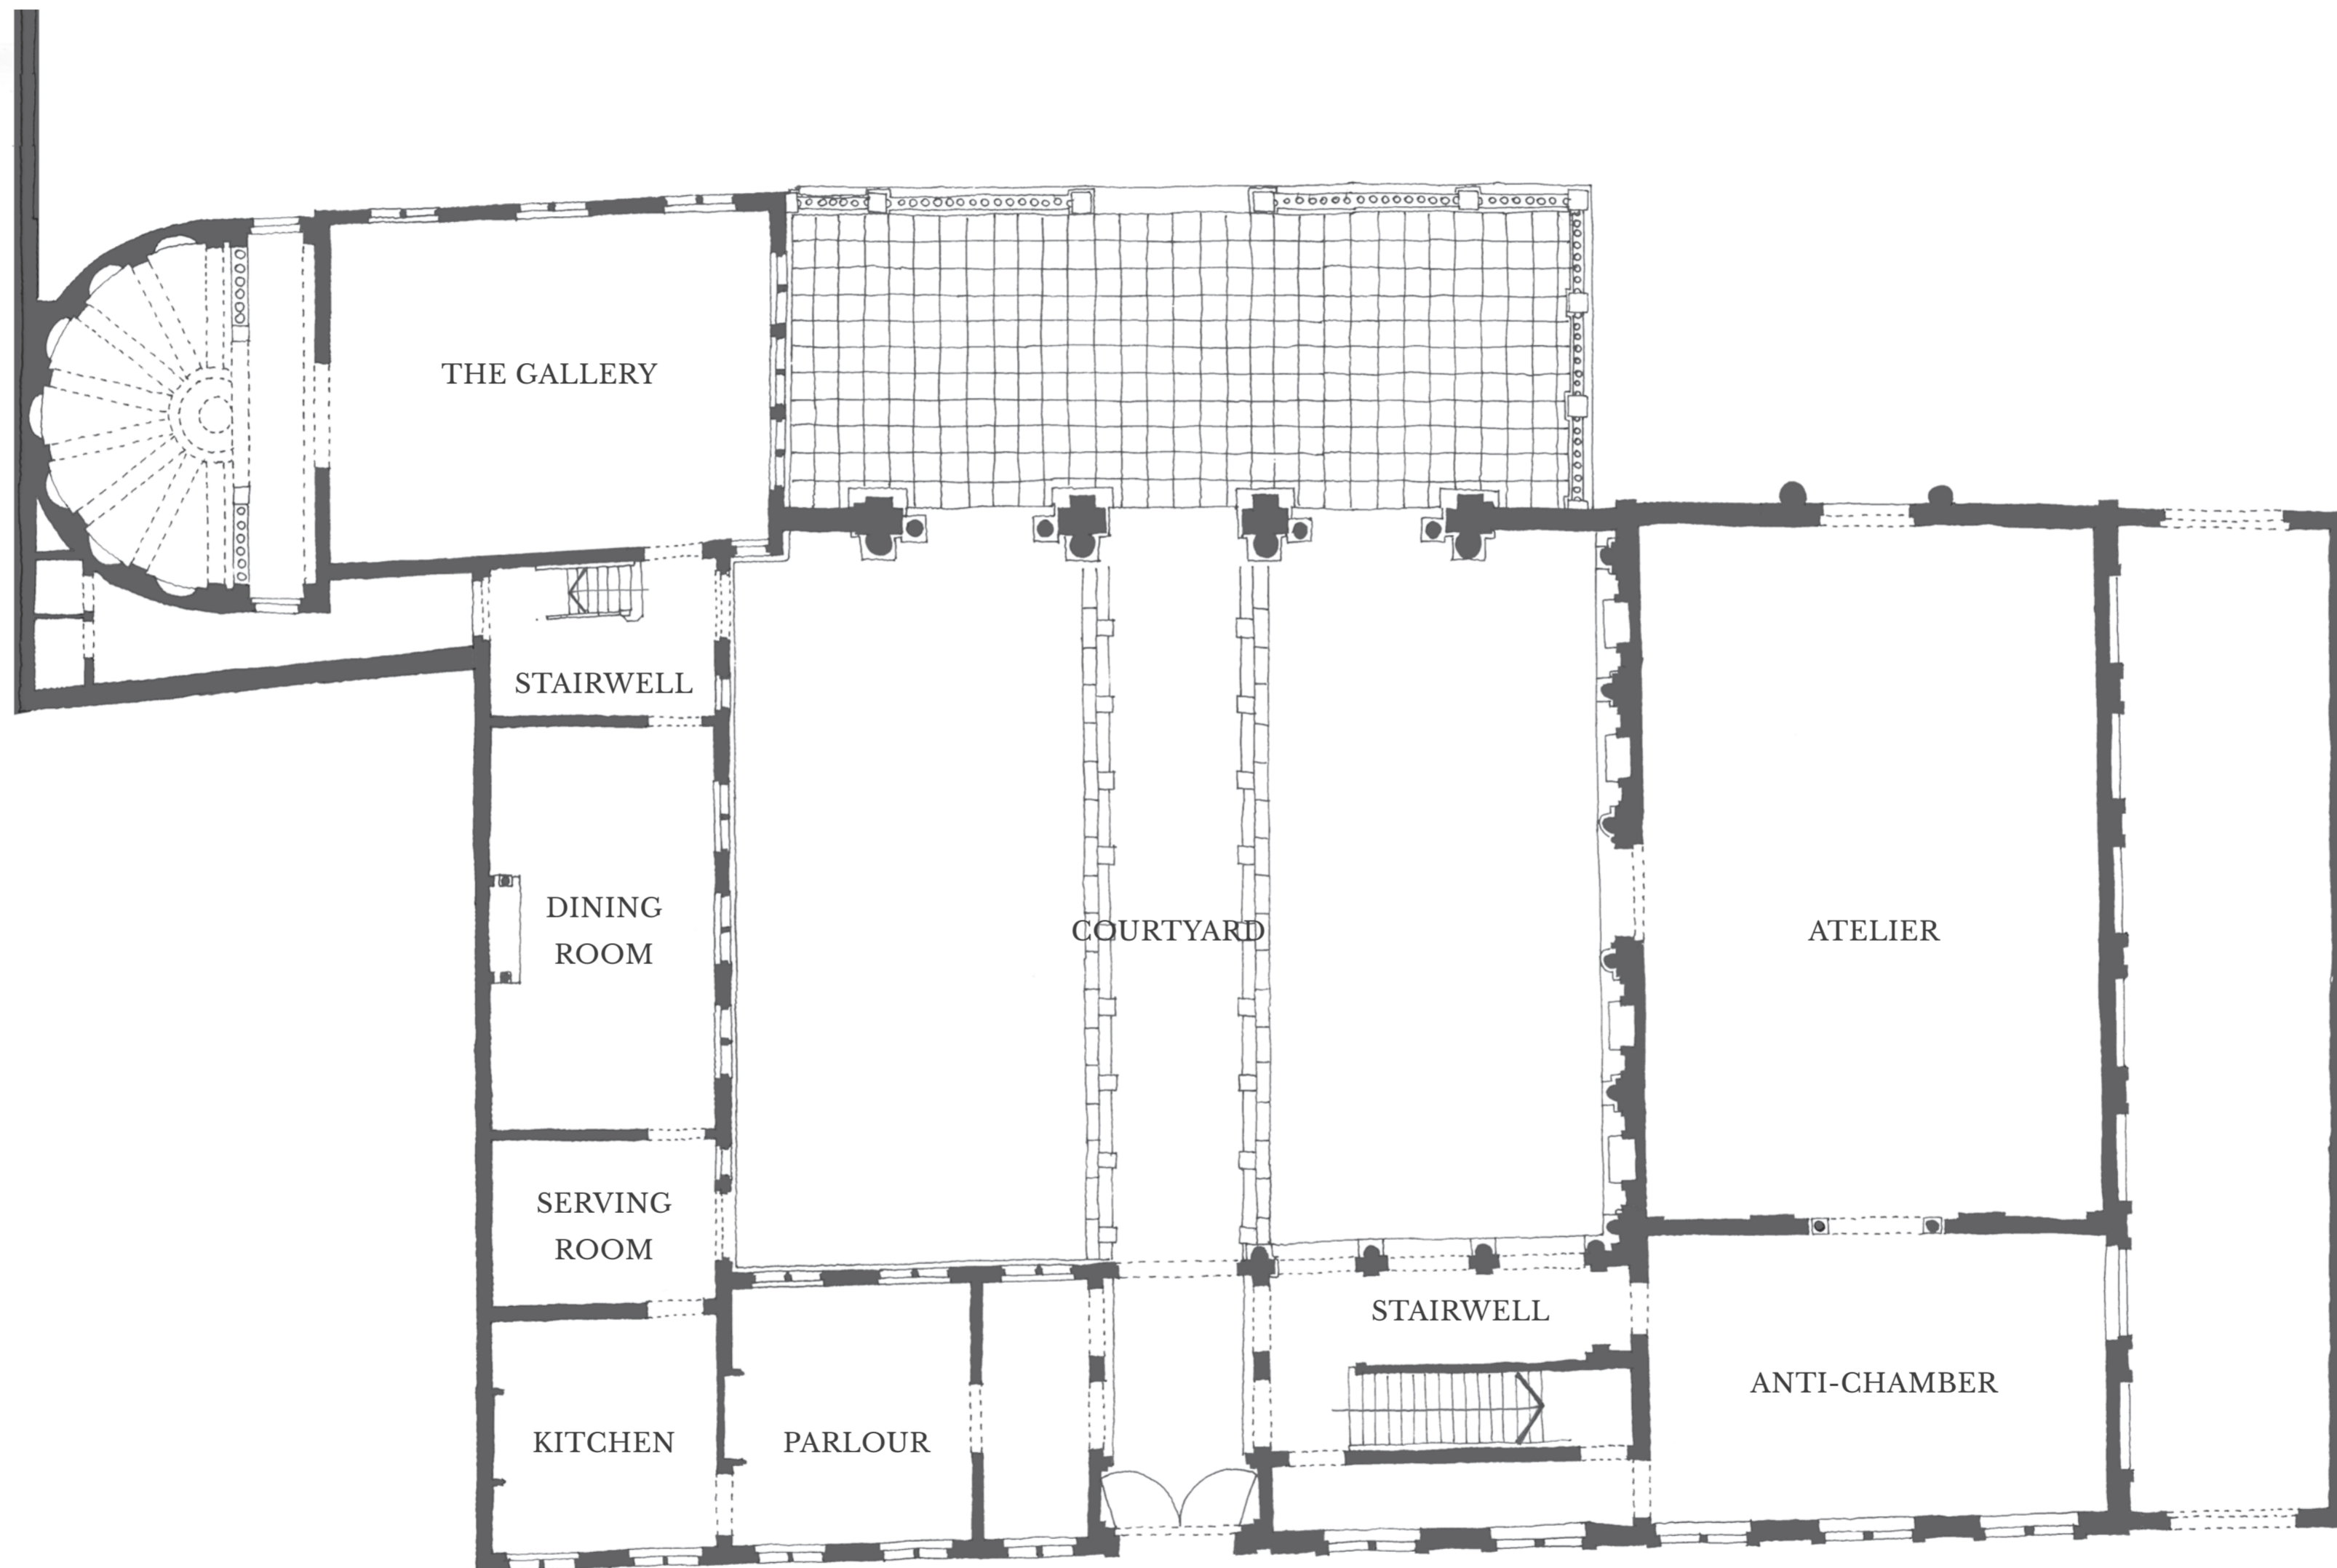 THE GALLERY
STAIRWELL
DINING
ROOM
COURTYARD
ATELIER
SERVING
ROOM
STAIRWELL
ANTI-CHAMBER
KITCHEN
PARLOUR